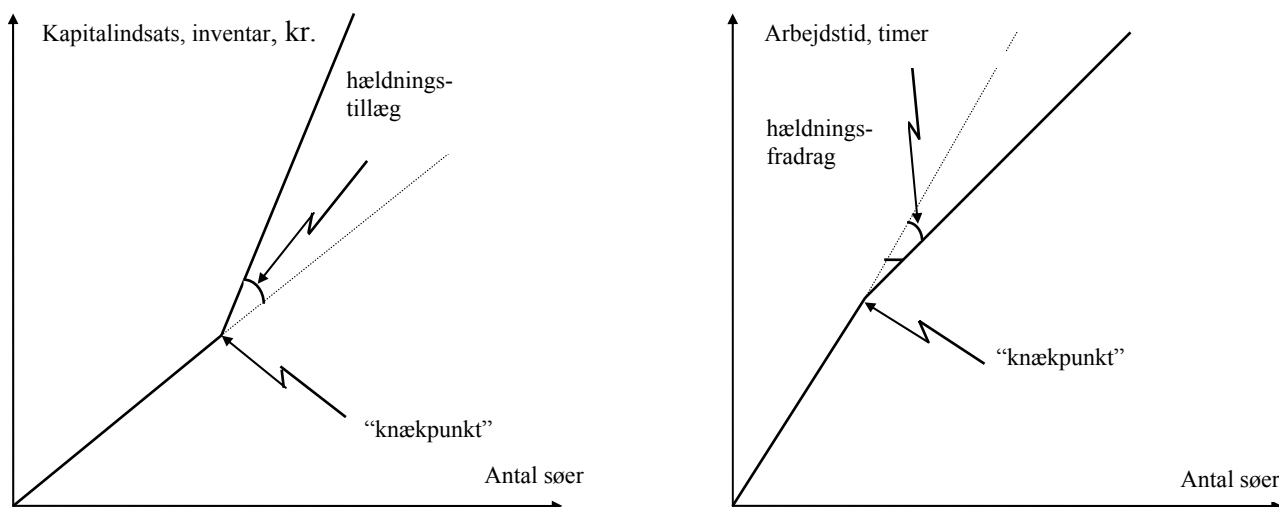 Kapitalindsats, inventar, kr.
hældnings-
tillæg
“knækpunkt”
Antal søer
Arbejdstid, timer
hældnings-
fradrag
“knækpunkt”
Antal søer